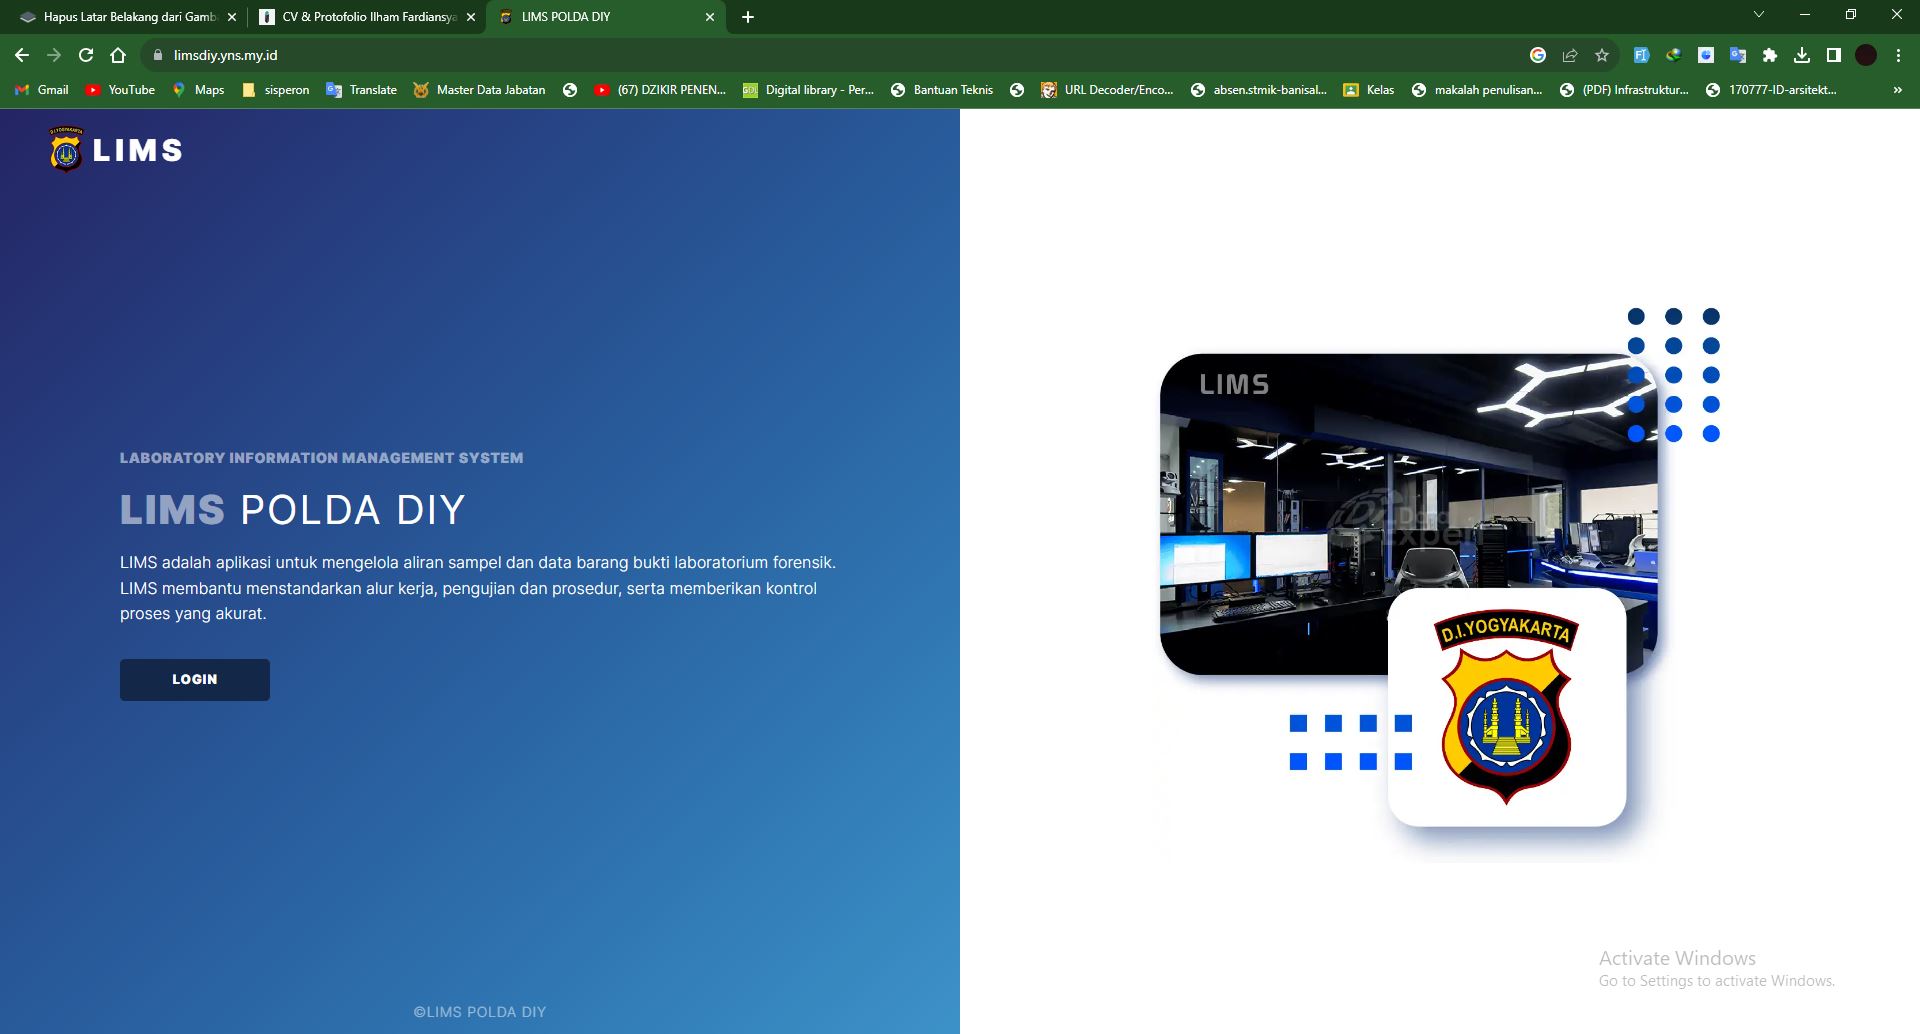 Hapus Latar Belakang dari Gamb
CV & Protofolio Ilham Fardiansya
LIMS POLDA DIY
limsdiy.yns.my.id
Gmail
YouTube
Maps
sisperon
Translate
Master Data Jabatan
(67) DZIKIR PENEN...
Digital library - Per...
Bantuan Teknis
URL Decoder/Enco...
absen.stmik-banisal...
Kelas
makalah penulisan...
(PDF) Infrastruktur...
170777-ID-arsitekt...
LIMS
LABORATORY INFORMATION MANAGEMENT SYSTEM
LIMS POLDA DIY
LIMS adalah aplikasi untuk mengelola aliran sampel dan data barang bukti laboratorium forensik.
LIMS membantu menstandarkan alur kerja, pengujian dan prosedur, serta memberikan kontrol
proses yang akurat.
LOGIN
©LIMS POLDA DIY
LIMS
Data
Expert
D.I.YOGYAKARTA
Activate Windows
Go to Settings to activate Windows.